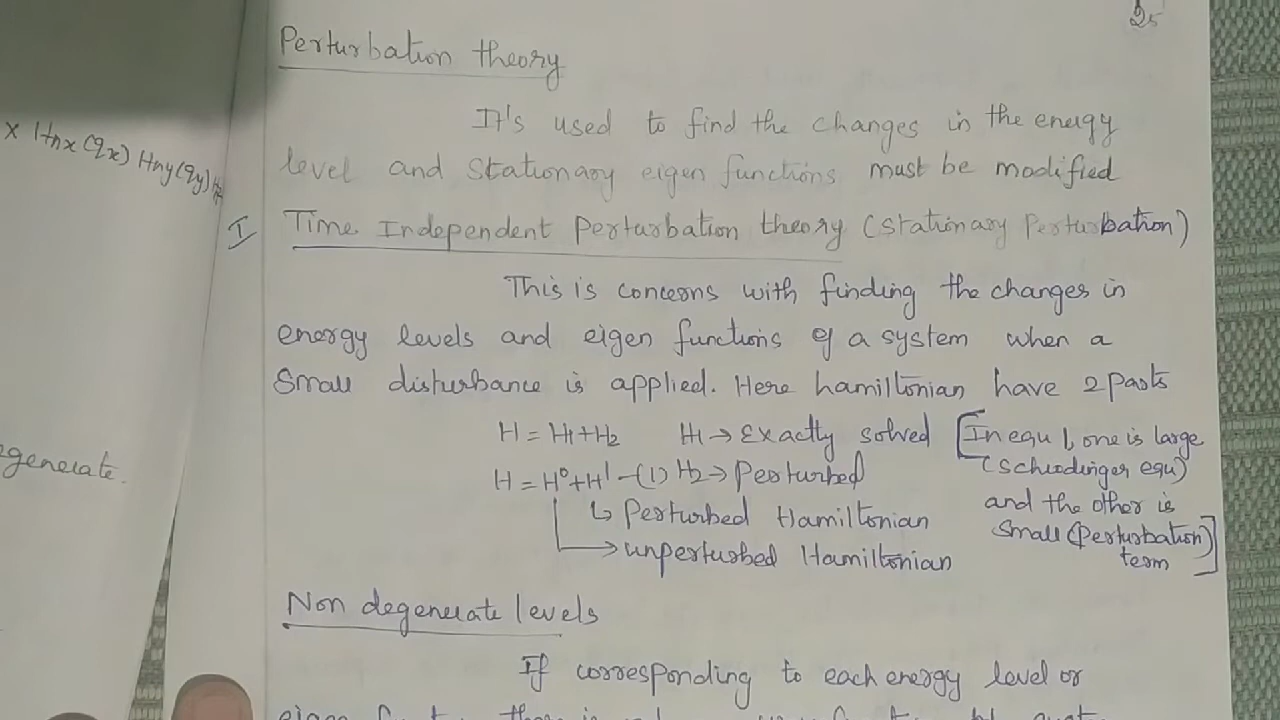 25
Perturbation theory
It's used to find the changes in the energy
level and stationary eigen functions must be modified
I Time Independent Perturbation theory (stationary Perturbation)
This is concerns with finding the changes in
energy levels and eigen functions of a system when a
small disturbance is applied. Here hamiltonian have 2 parts
H = H1 + H2 H1 → Exactly solved [In equ 1, one is large
H = H⁰ + H' -(1) H2 → Perturbed (schrodinger equ)
↳ Perturbed Hamiltonian and the other is
→ unperturbed Hamiltonian small (Perturbation) term]
Non degenerate levels
If corresponding to each energy level or
x Hnx (qx) Hny (qy)
egenerate.